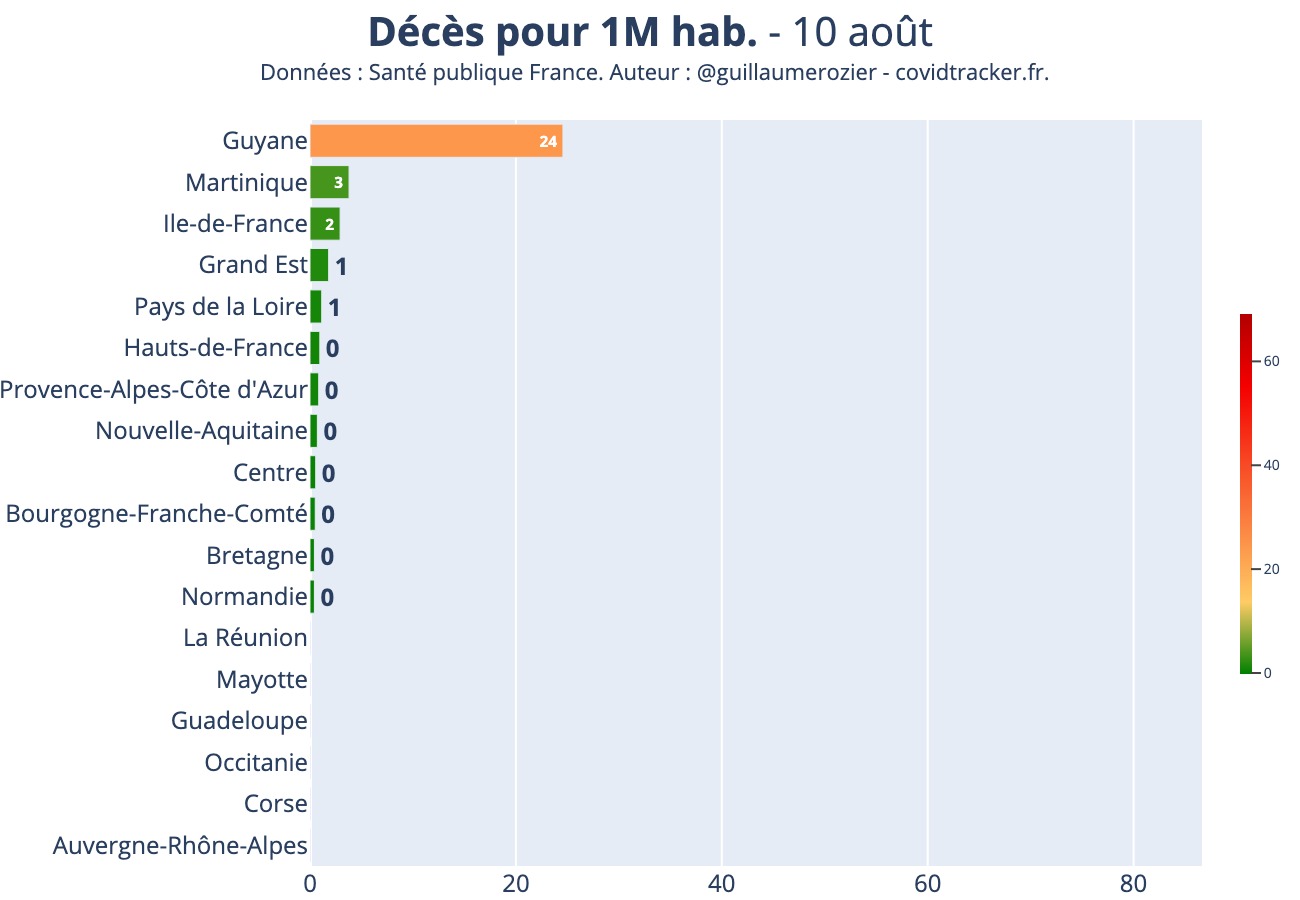 Décès pour 1M hab. - 10 août
Données : Santé publique France. Auteur : @guillaumerozier - covidtracker.fr.
Guyane 24
Martinique 3
Ile-de-France 2
Grand Est 1
Pays de la Loire 1
Hauts-de-France 0
Provence-Alpes-Côte d'Azur 0
Nouvelle-Aquitaine 0
Centre 0
Bourgogne-Franche-Comté 0
Bretagne 0
Normandie 0
La Réunion
Mayotte
Guadeloupe
Occitanie
Corse
Auvergne-Rhône-Alpes
0 20 40 60 80
60
40
20
0